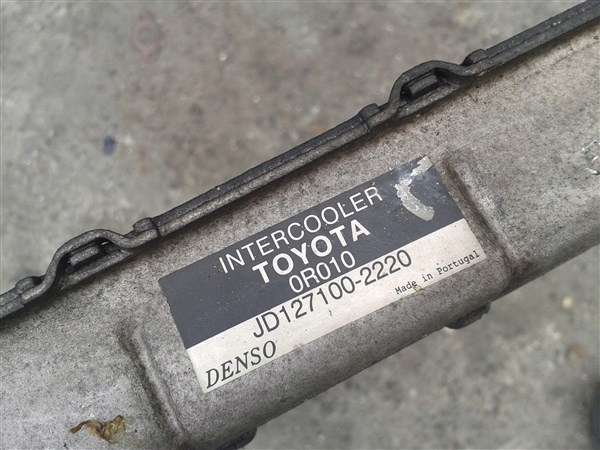 INTERCOOLER
TOYOTA
0R010
JD127100-2220
DENSO
Made in Portugal